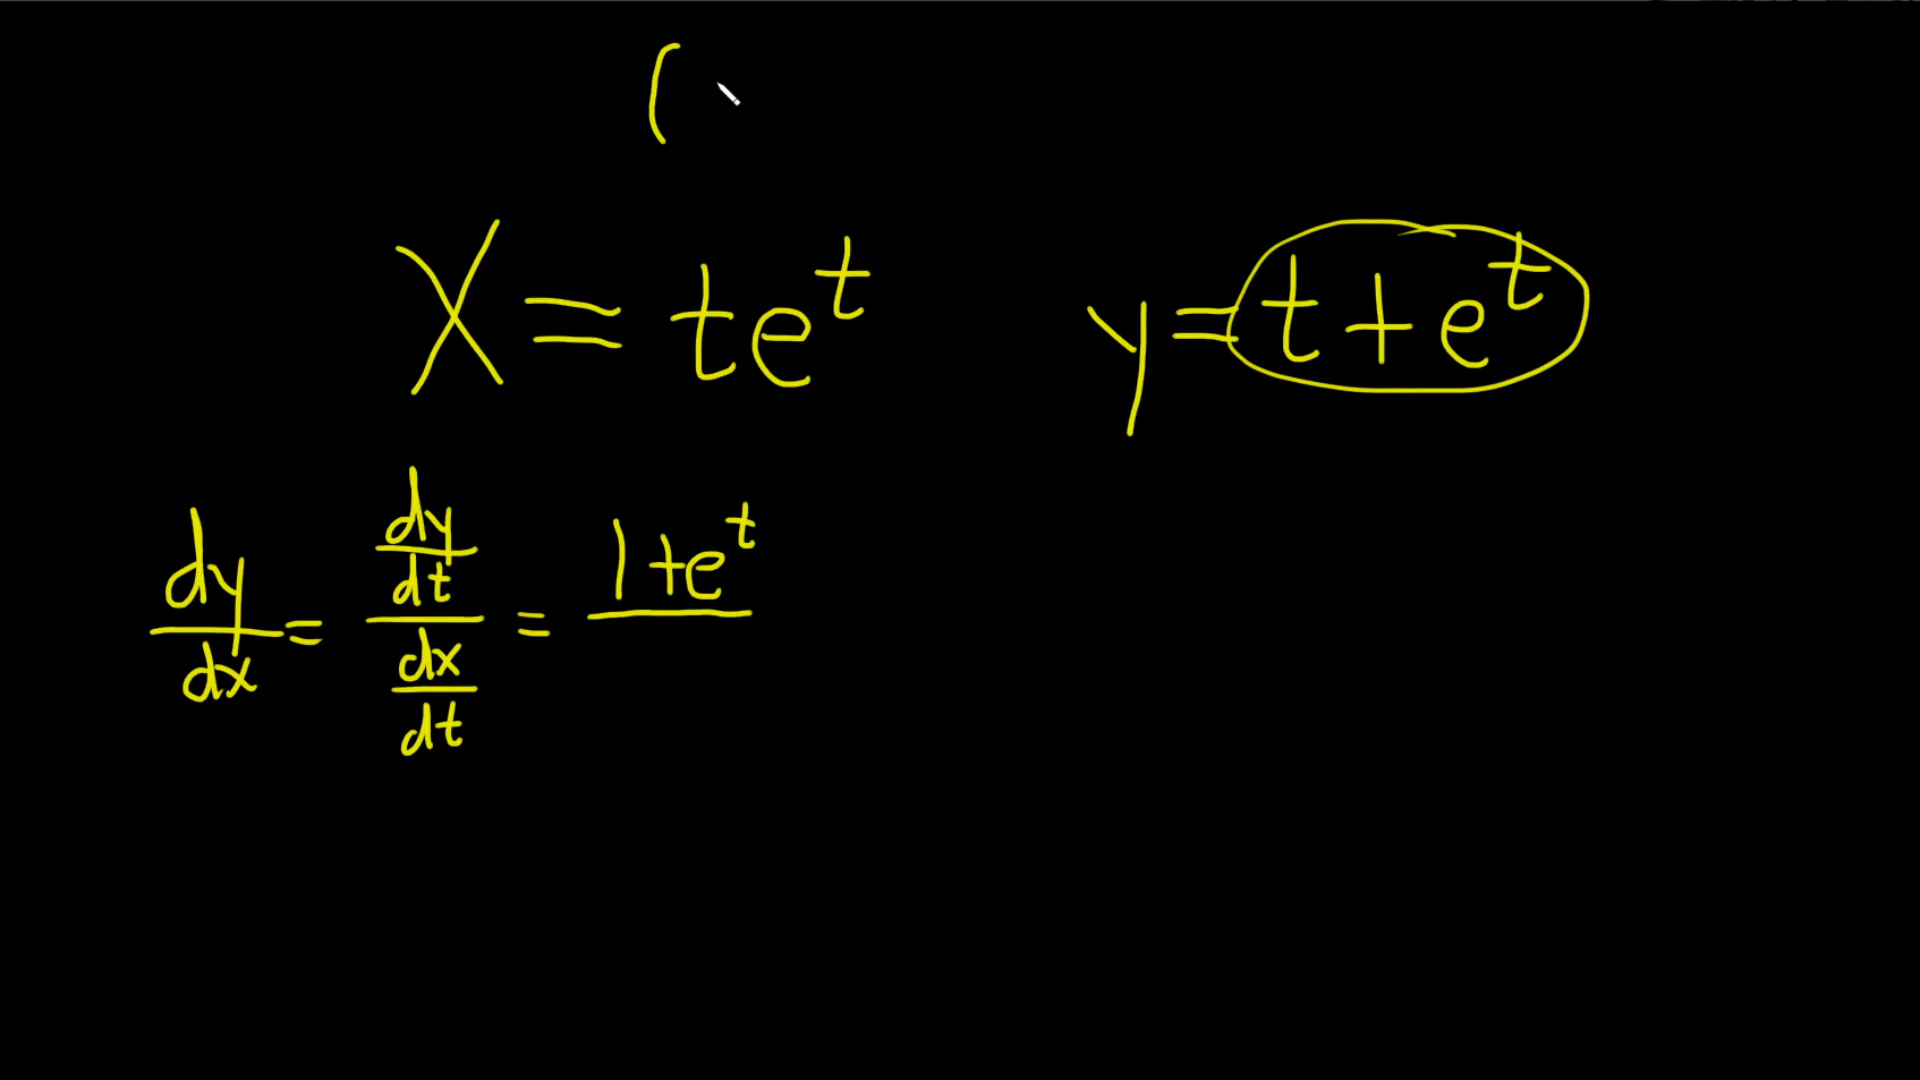 (
x = te^t
y = t + e^t
dy/dx = (dy/dt)/(dx/dt) = (1 + e^t)/